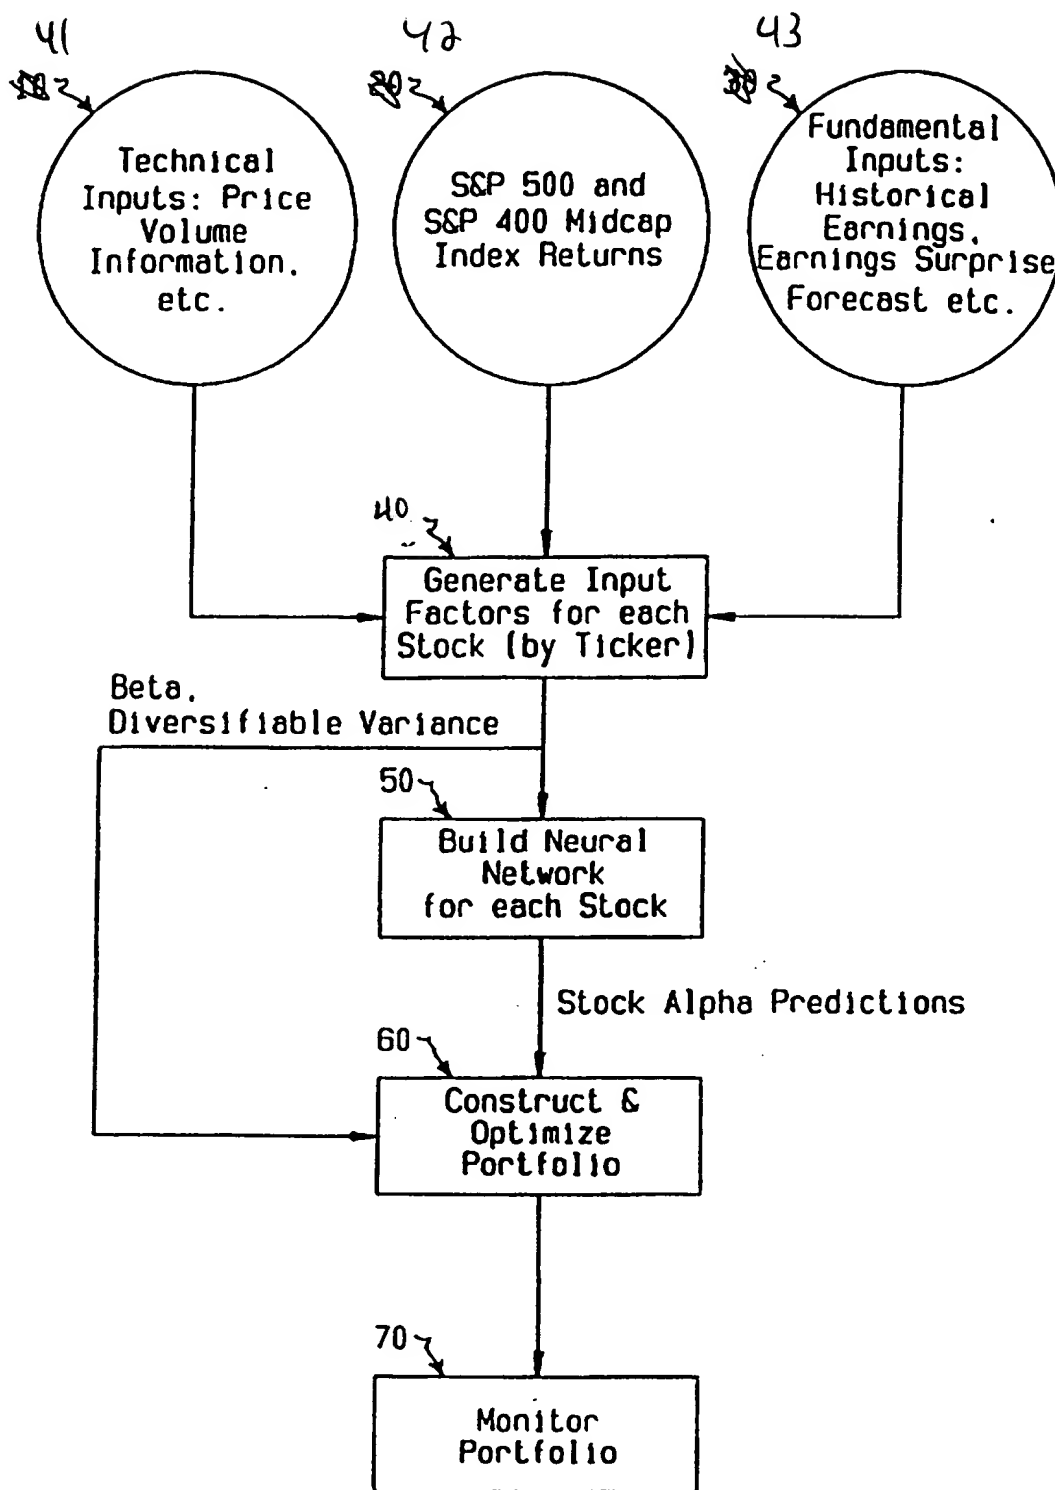 41
42
43
Technical
Inputs: Price
Volume
Information,
etc.
S&P 500 and
S&P 400 Midcap
Index Returns
Fundamental
Inputs:
Historical
Earnings,
Earnings Surprise
Forecast etc.
40
Generate Input
Factors for each
Stock (by Ticker)
Beta,
Diversifiable Variance
50
Build Neural
Network
for each Stock
Stock Alpha Predictions
60
Construct &
Optimize
Portfolio
70
Monitor
Portfolio